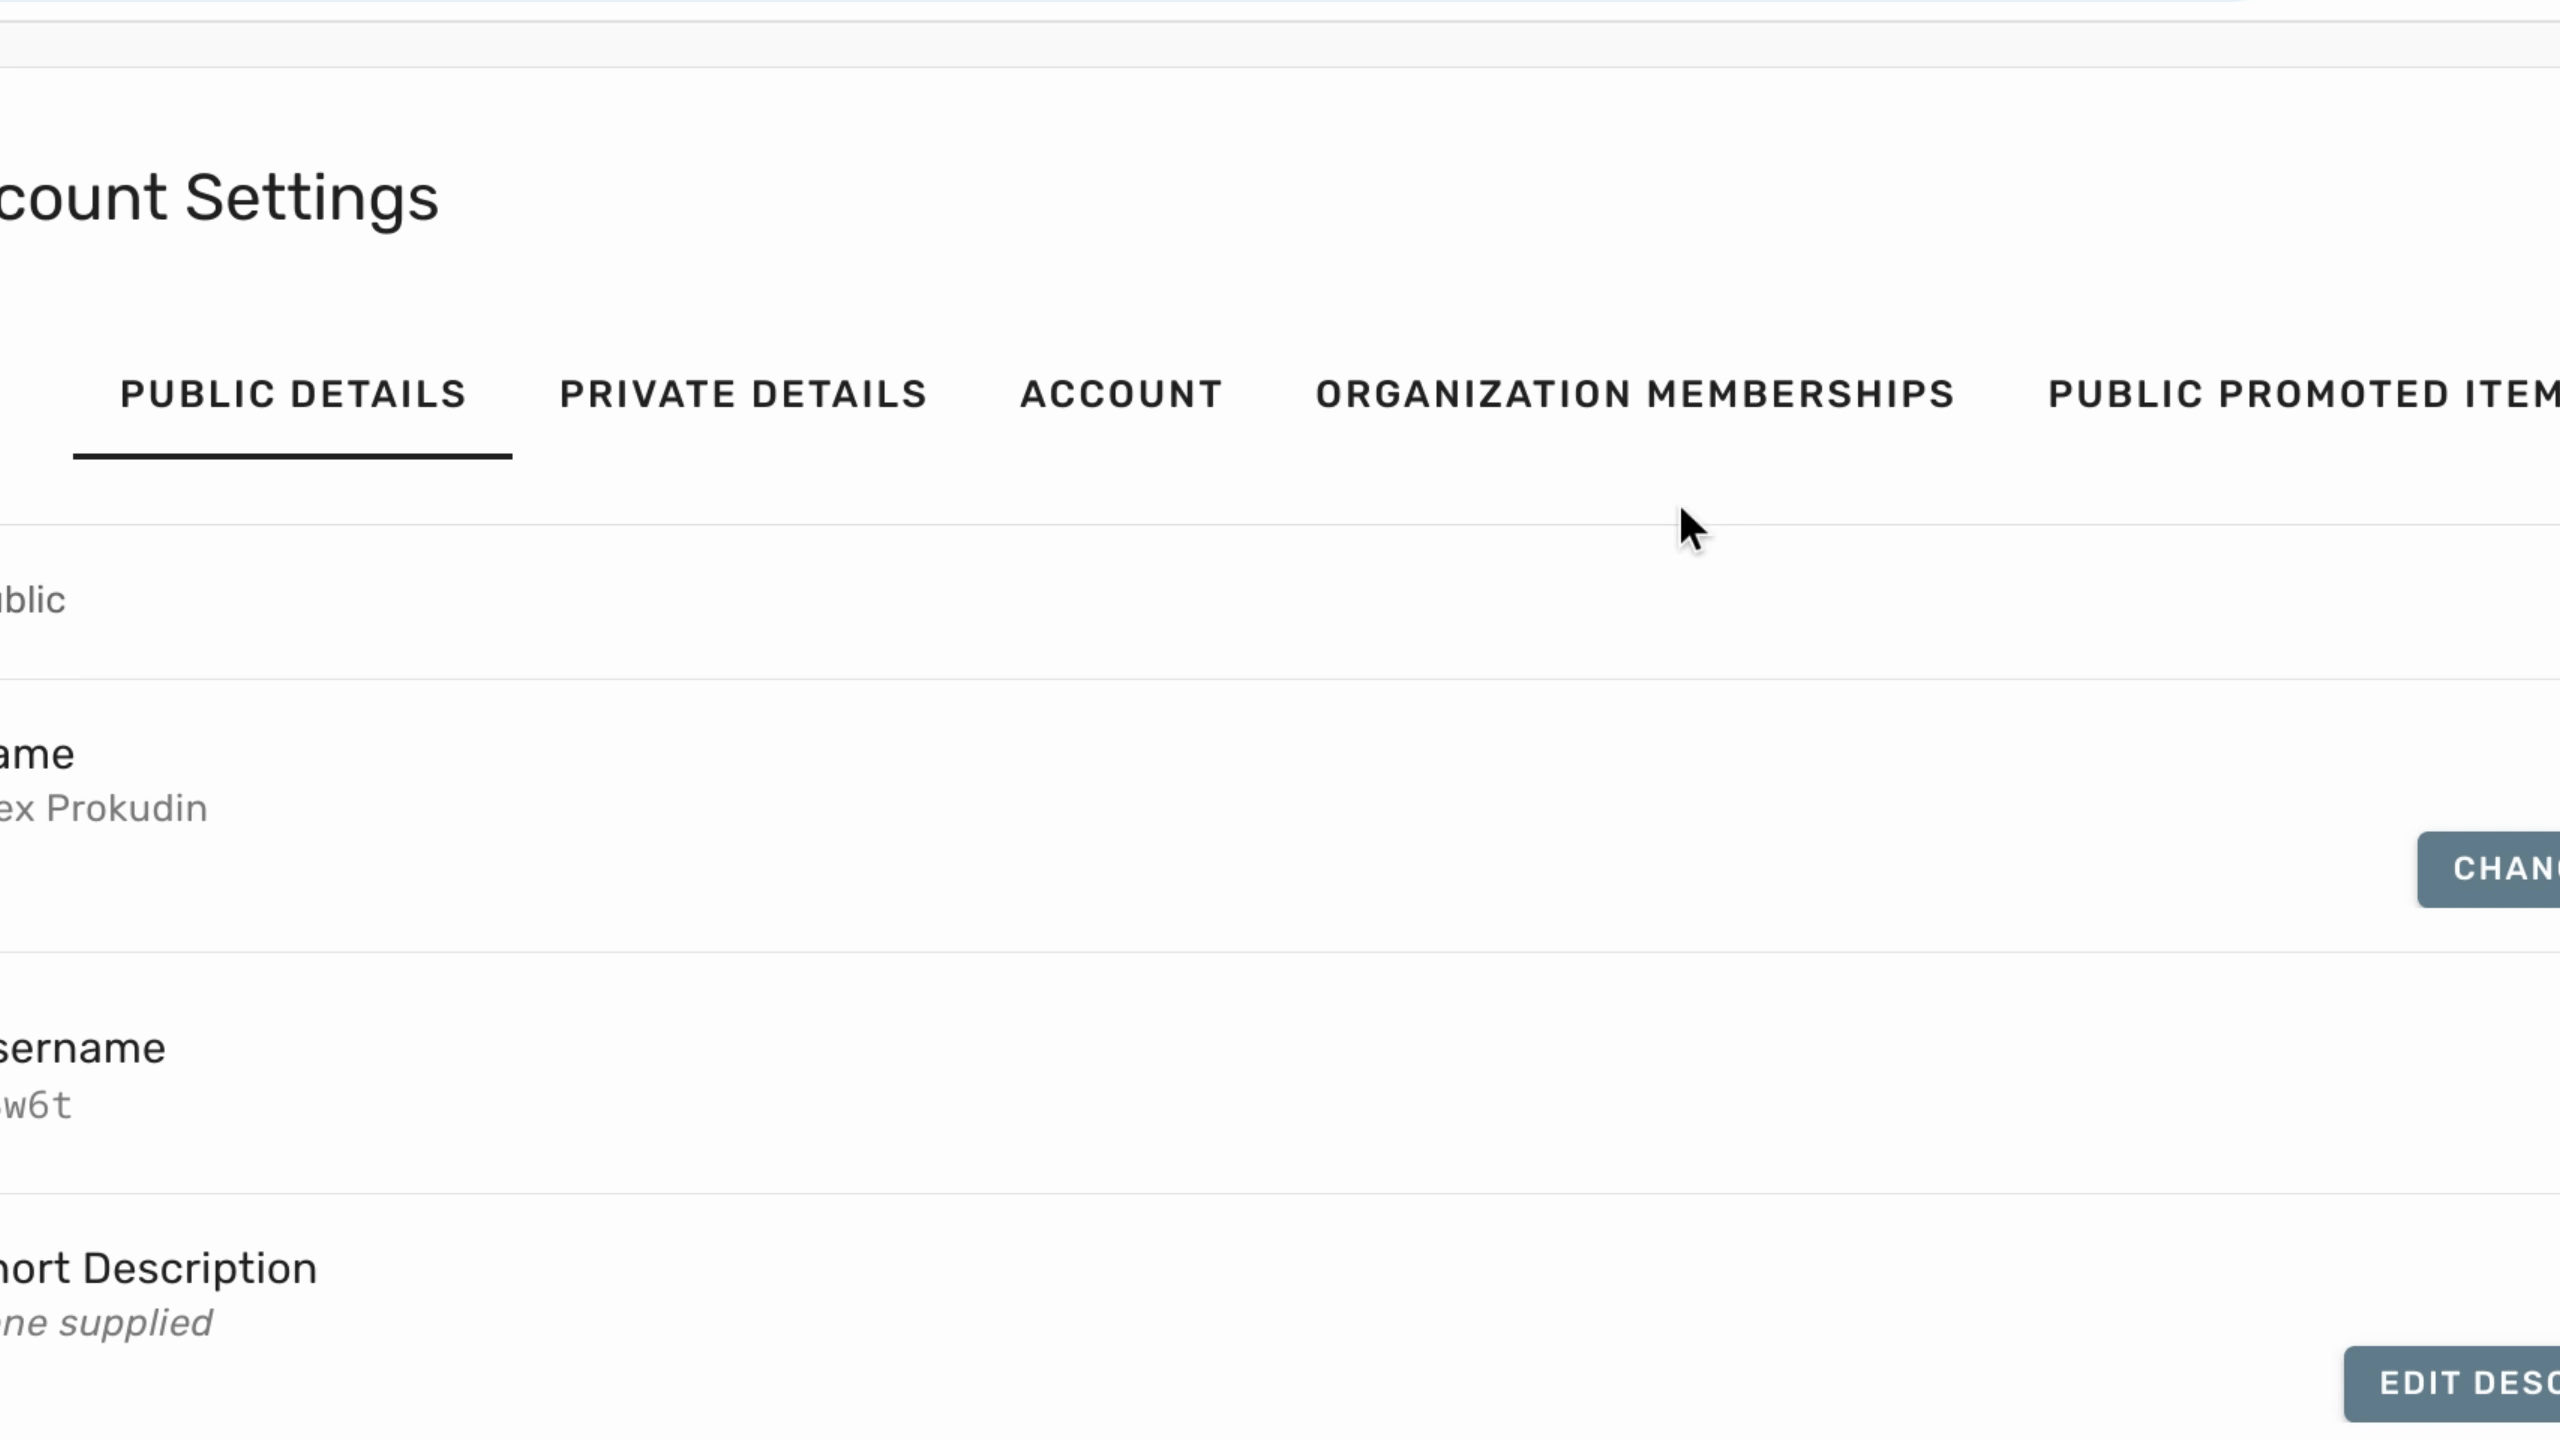 count Settings
PUBLIC DETAILS PRIVATE DETAILS ACCOUNT ORGANIZATION MEMBERSHIPS PUBLIC PROMOTED ITEM
blic
ame
ex Prokudin
CHAN
sername
w6t
ort Description
ne supplied
EDIT DESC